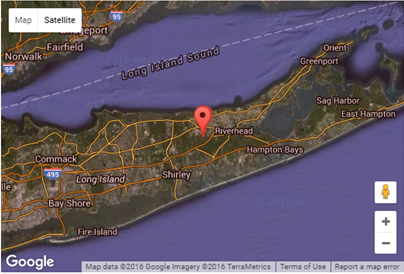 Map Satellite
Bridgeport
Fairfield
95
Norwalk
95
Long Island Sound
Orient
Greenport
Sag Harbor
East Hampton
Riverhead
Hampton Bays
Commack
495
Long Island
Shirley
Bay Shore
Fire Island
+
−
Google
Map data ©2016 Google Imagery ©2016 TerraMetrics Terms of Use Report a map error